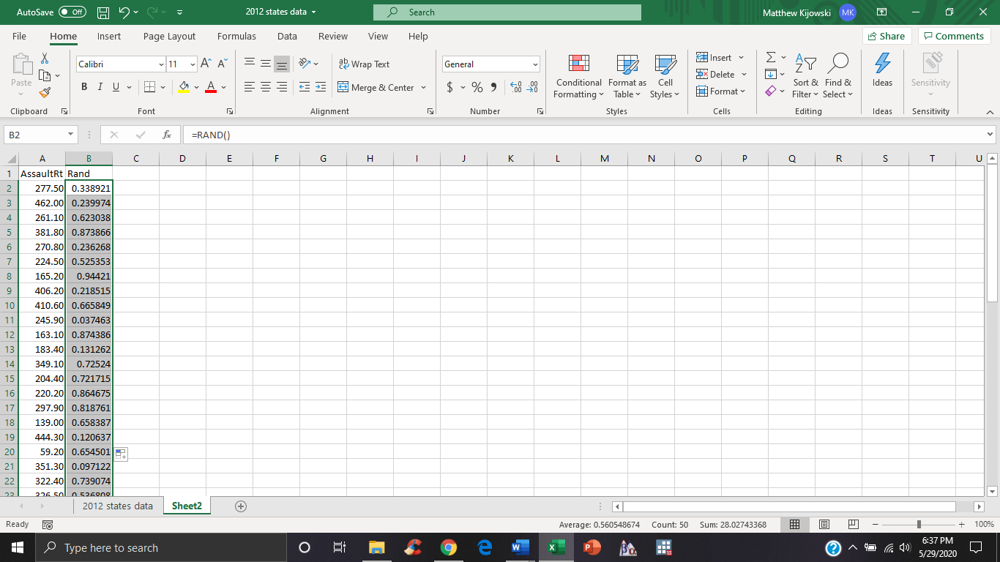 AutoSave Off 2012 states data Search Matthew Kijowski MK
File Home Insert Page Layout Formulas Data Review View Help Share Comments
Paste
Clipboard
Calibri 11
B I U A
Font
ab Wrap Text
Merge & Center
Alignment
General
$ % 9 .00 .00
Number
Conditional Formatting
Format as Table
Cell Styles
Styles
Insert
Delete
Format
Cells
Sort & Filter
Find & Select
Editing
Ideas
Ideas
Sensitivity
Sensitivity
B2 fx =RAND()
A B C D E F G H I J K L M N O P Q R S T U
1 AssaultRt Rand
2 277.50 0.338921
3 462.00 0.239974
4 261.10 0.623038
5 381.80 0.873866
6 270.80 0.236268
7 224.50 0.525353
8 165.20 0.94421
9 406.20 0.218515
10 410.60 0.665849
11 245.90 0.037463
12 163.10 0.874386
13 183.40 0.131262
14 349.10 0.72524
15 204.40 0.721715
16 220.20 0.864675
17 297.90 0.818761
18 139.00 0.658387
19 444.30 0.120637
20 59.20 0.654501
21 351.30 0.097122
22 322.40 0.739074
23 326.50 0.536808
2012 states data Sheet2
Ready Average: 0.560548674 Count: 50 Sum: 28.02743368 100%
Type here to search
6:37 PM
5/29/2020